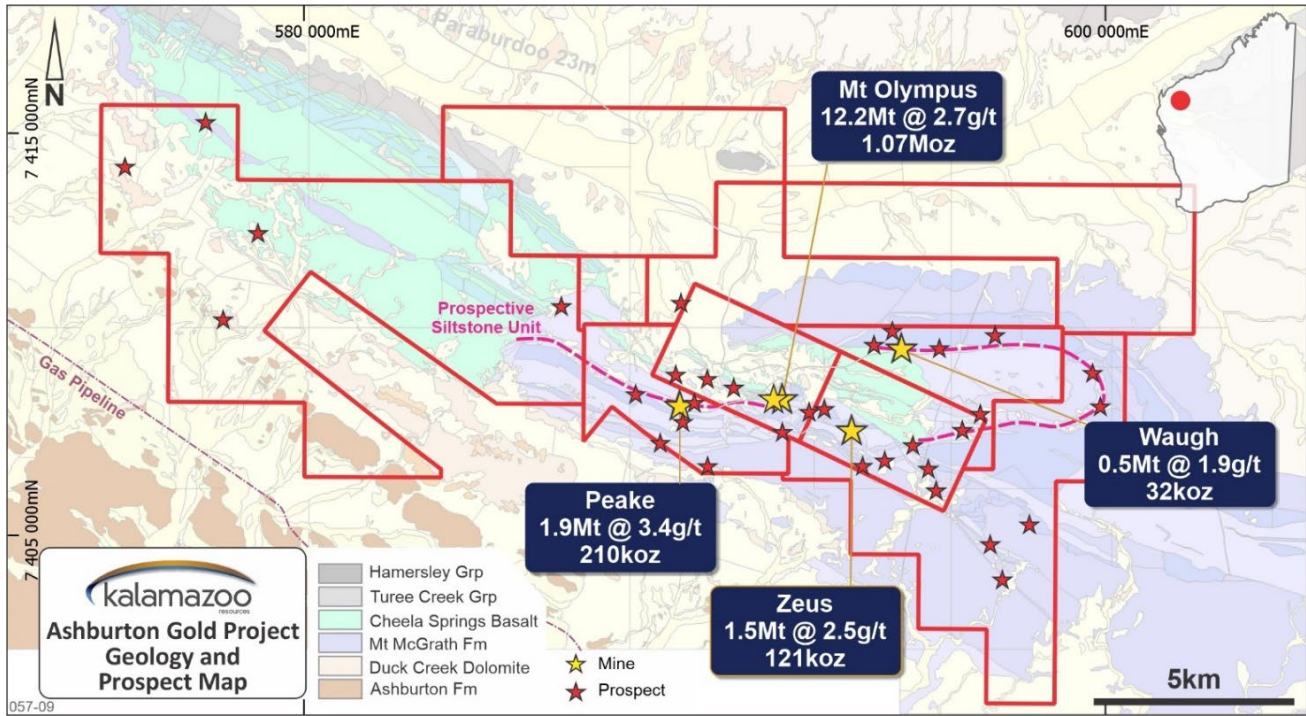 580 000mE
600 000mE
N
Paraburdoo 23m
7 415 000mN
Mt Olympus
12.2Mt @ 2.7g/t
1.07Moz
Prospective
Siltstone Unit
Gas Pipeline
Waugh
0.5Mt @ 1.9g/t
32koz
Peake
1.9Mt @ 3.4g/t
210koz
7 405 000mN
Zeus
1.5Mt @ 2.5g/t
121koz
kalamazoo
resources
Ashburton Gold Project
Geology and
Prospect Map
Hamersley Grp
Turee Creek Grp
Cheela Springs Basalt
Mt McGrath Fm
Duck Creek Dolomite
Ashburton Fm
Mine
Prospect
5km
057-09